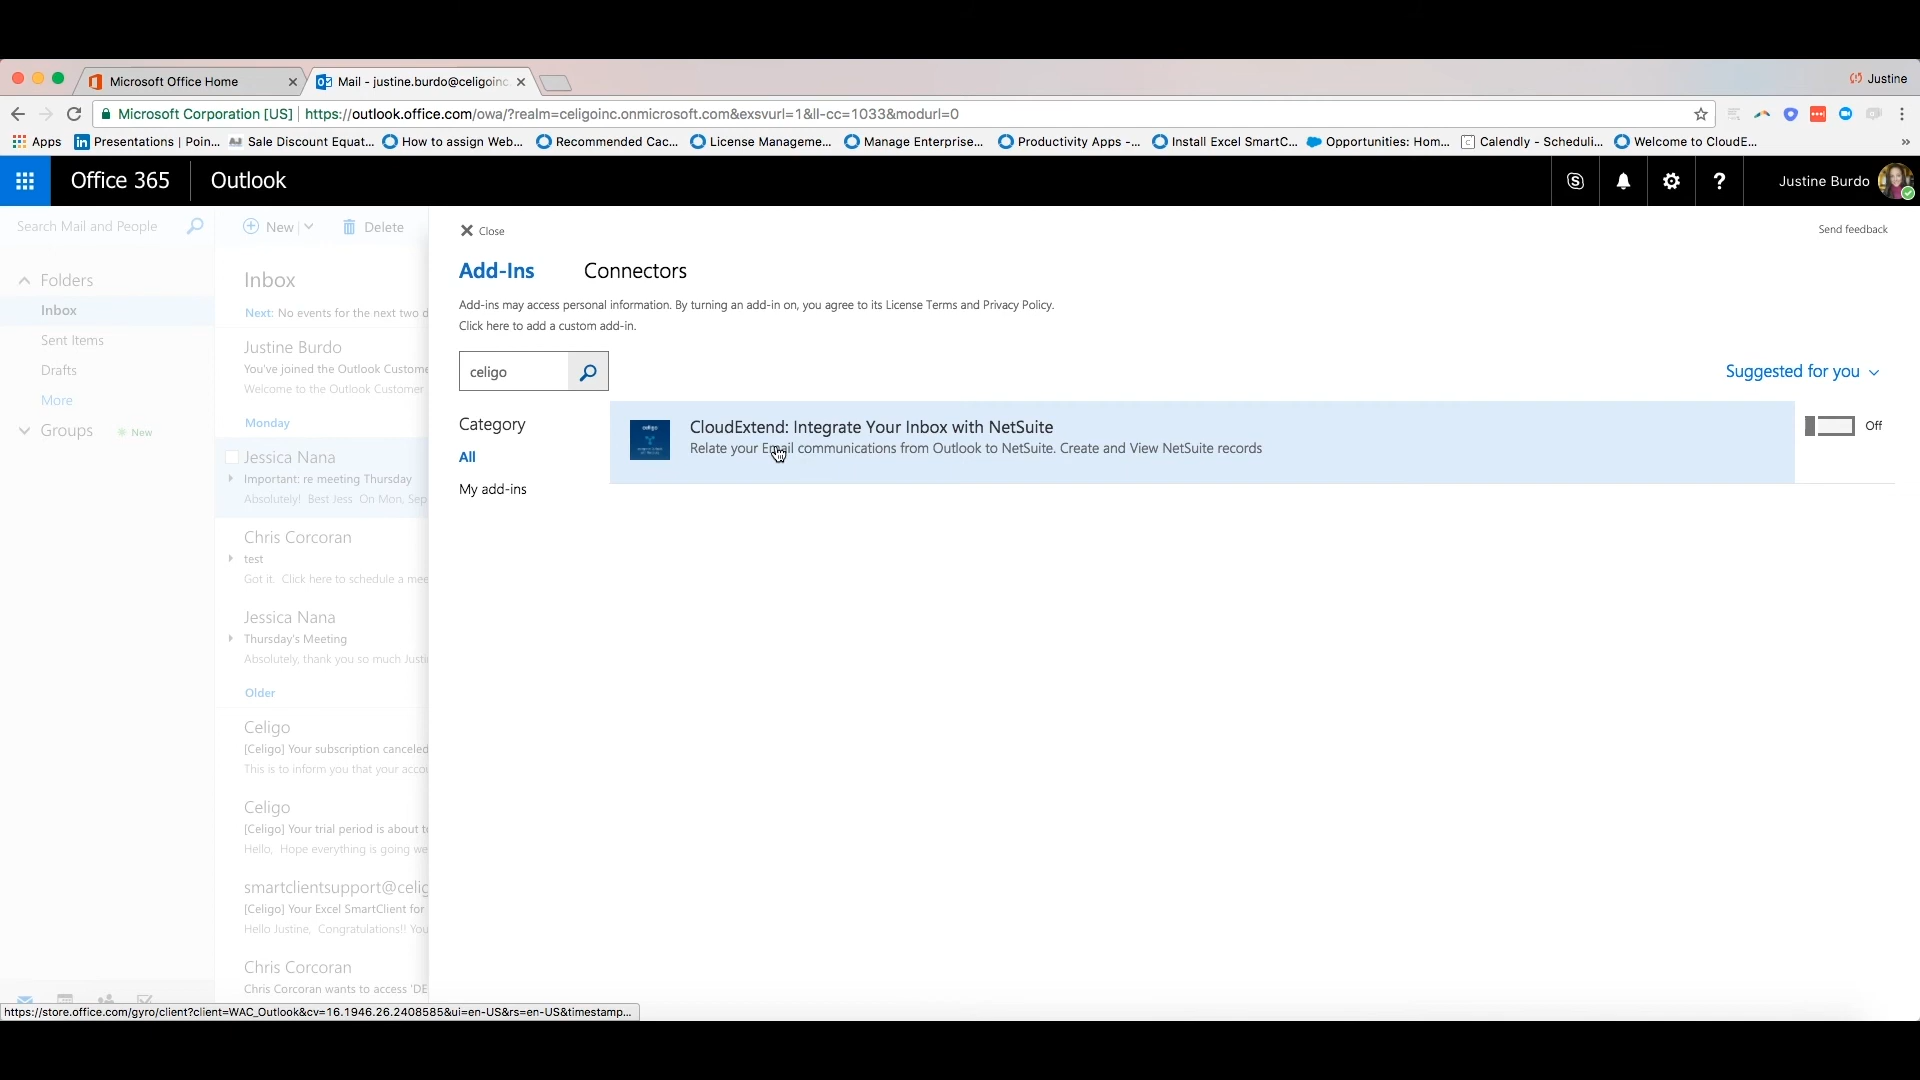 Microsoft Office Home
Mail - justine.burdo@celigoinc.
Justine
Microsoft Corporation [US] https://outlook.office.com/owa/?realm=celigoinc.onmicrosoft.com&exsvurl=1&ll-cc=1033&modurl=0
Apps Presentations | Poin... Sale Discount Equat... How to assign Web... Recommended Cac... License Manageme... Manage Enterprise... Productivity Apps -... Install Excel SmartC... Opportunities: Hom... Calendly - Scheduli... Welcome to CloudE... »
Office 365 Outlook
Justine Burdo
Search Mail and People
New Delete
Folders
Inbox
Sent Items
Drafts
More
Groups New
Inbox
Next: No events for the next two d
Justine Burdo
You've joined the Outlook Custome
Welcome to the Outlook Customer
Monday
Jessica Nana
Important: re meeting Thursday
Absolutely! Best Jess On Mon, Sep
Chris Corcoran
test
Got it. Click here to schedule a mee
Jessica Nana
Thursday's Meeting
Absolutely, thank you so much Justi
Older
Celigo
[Celigo] Your subscription canceled
This is to inform you that your accou
Celigo
[Celigo] Your trial period is about to
Hello, Hope everything is going we
smartclientsupport@celig
[Celigo] Your Excel SmartClient for
Hello Justine, Congratulations!! You
Chris Corcoran
Chris Corcoran wants to access 'DE
Close
Send feedback
Add-Ins Connectors
Add-ins may access personal information. By turning an add-in on, you agree to its License Terms and Privacy Policy.
Click here to add a custom add-in.
celigo
Suggested for you
Category
All
My add-ins
CloudExtend: Integrate Your Inbox with NetSuite
Relate your Email communications from Outlook to NetSuite. Create and View NetSuite records
Off
https://store.office.com/gyro/client?client=WAC_Outlook&cv=16.1946.26.2408585&ui=en-US&rs=en-US&timestamp...